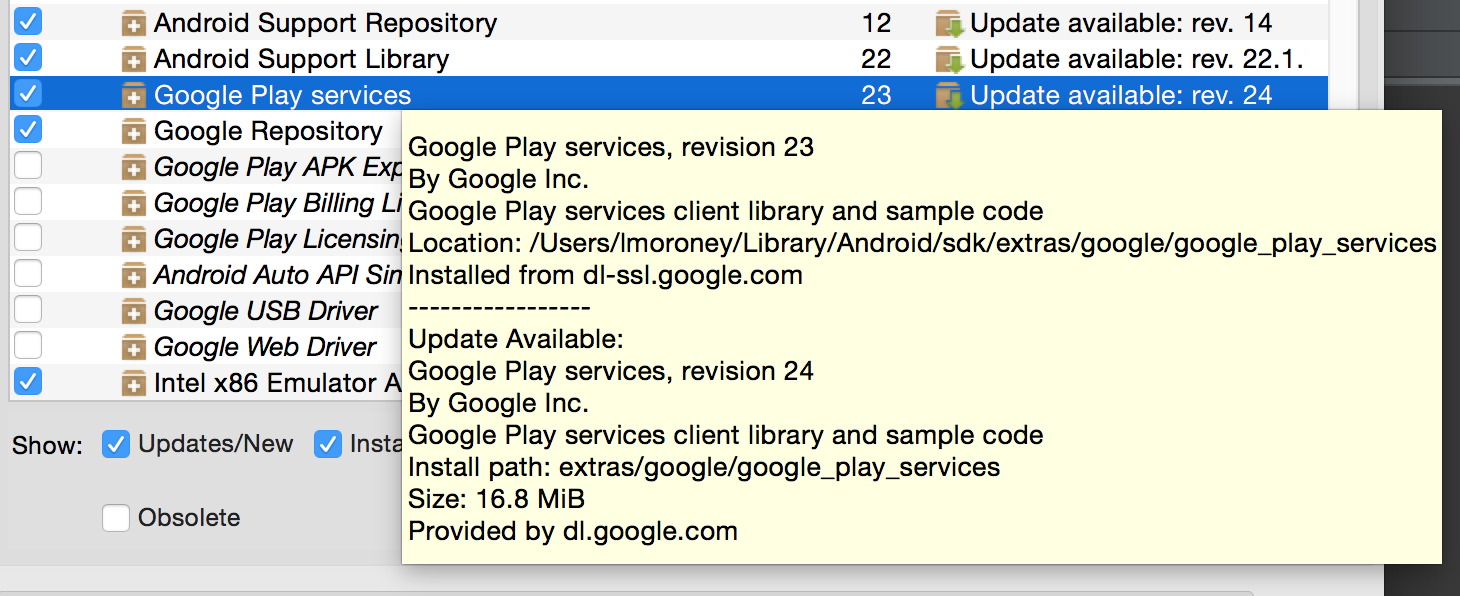 Android Support Repository 12 Update available: rev. 14
Android Support Library 22 Update available: rev. 22.1.
Google Play services 23 Update available: rev. 24
Google Repository
Google Play APK Exp
Google Play Billing Li
Google Play Licensing
Android Auto API Sim
Google USB Driver
Google Web Driver
Intel x86 Emulator A
Google Play services, revision 23
By Google Inc.
Google Play services client library and sample code
Location: /Users/lmoroney/Library/Android/sdk/extras/google/google_play_services
Installed from dl-ssl.google.com
-----------------
Update Available:
Google Play services, revision 24
By Google Inc.
Google Play services client library and sample code
Install path: extras/google/google_play_services
Size: 16.8 MiB
Provided by dl.google.com
Show: Updates/New Insta
Obsolete